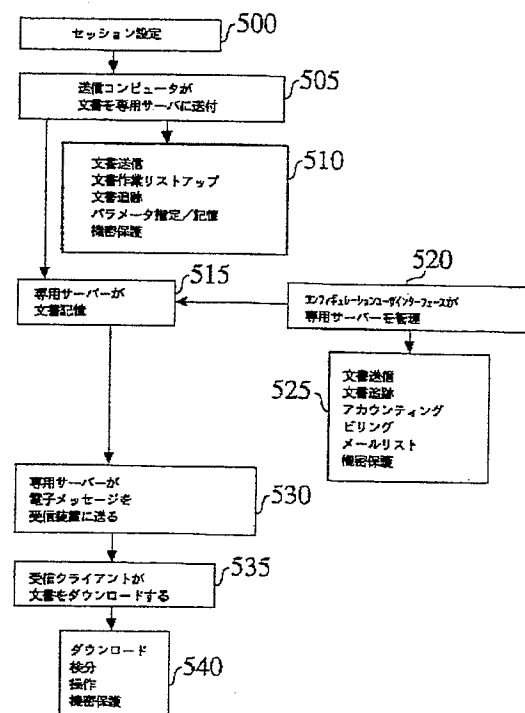 セッション設定
500
送信コンピュータが
文書を専用サーバに送付
505
文書送信
文書作業リストアップ
文書追跡
パラメータ指定／記憶
機密保護
510
専用サーバーが
文書記憶
515
コンフィギュレーションユーザインターフェースが
専用サーバーを管理
520
文書送信
文書追跡
アカウンティング
ビリング
メールリスト
機密保護
525
専用サーバーが
電子メッセージを
受信装置に送る
530
受信クライアントが
文書をダウンロードする
535
ダウンロード
検分
操作
機密保護
540